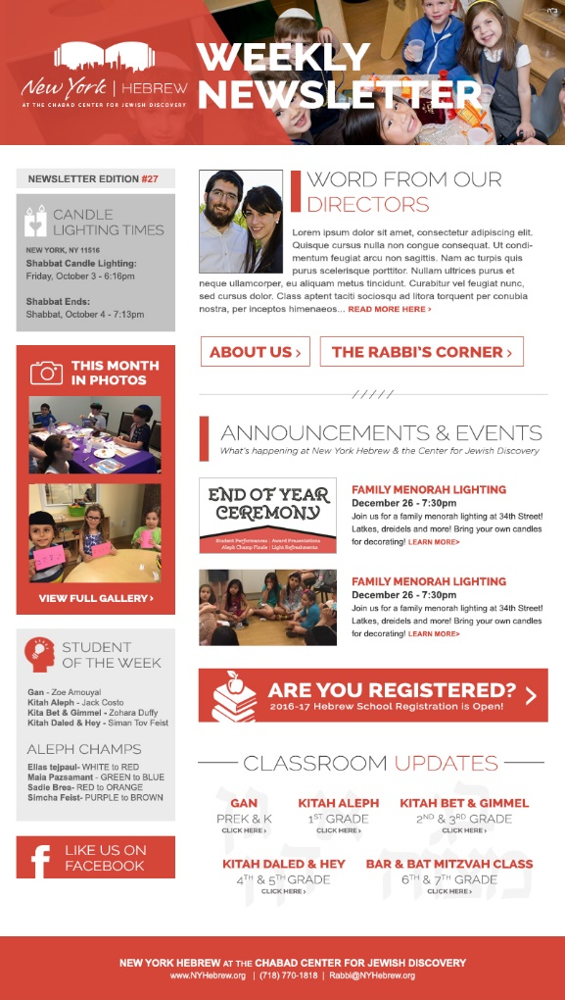 ב"ה
WEEKLY
NEWSLETTER
New York | HEBREW
AT THE CHABAD CENTER FOR JEWISH DISCOVERY
NEWSLETTER EDITION #27
CANDLE
LIGHTING TIMES
NEW YORK, NY 11516
Shabbat Candle Lighting:
Friday, October 3 - 6:16pm
Shabbat Ends:
Shabbat, October 4 - 7:13pm
THIS MONTH
IN PHOTOS
VIEW FULL GALLERY >
STUDENT
OF THE WEEK
Gan - Zoe Amouyal
Kitah Aleph - Jack Costo
Kita Bet & Gimmel - Zohara Duffy
Kitah Daled & Hey - Siman Tov Feist
ALEPH CHAMPS
Elias tejpaul- WHITE to RED
Maia Pazsamant - GREEN to BLUE
Sadie Brea- RED to ORANGE
Simcha Feist- PURPLE to BROWN
LIKE US ON
FACEBOOK
WORD FROM OUR
DIRECTORS
Lorem ipsum dolor sit amet, consectetur adipiscing elit.
Quisque cursus nulla non congue consequat. Ut condi-
mentum feugiat arcu non sagittis. Nam ac turpis quis
purus scelerisque porttitor. Nullam ultrices purus et
neque ullamcorper, eu aliquam metus tincidunt. Curabitur vel feugiat nunc,
sed cursus dolor. Class aptent taciti sociosqu ad litora torquent per conubia
nostra, per inceptos himenaeos... READ MORE HERE >
ABOUT US >
THE RABBI'S CORNER >
ANNOUNCEMENTS & EVENTS
What's happening at New York Hebrew & the Center for Jewish Discovery
END OF YEAR
CEREMONY
Student Performances | Award Presentations
Aleph Champ Finals | Light Refreshments
FAMILY MENORAH LIGHTING
December 26 - 7:30pm
Join us for a family menorah lighting at 34th Street!
Latkes, dreidels and more! Bring your own candles
for decorating! LEARN MORE>
FAMILY MENORAH LIGHTING
December 26 - 7:30pm
Join us for a family menorah lighting at 34th Street!
Latkes, dreidels and more! Bring your own candles
for decorating! LEARN MORE>
ARE YOU REGISTERED? >
2016-17 Hebrew School Registration is Open!
CLASSROOM UPDATES
GAN
PREK & K
CLICK HERE >
KITAH ALEPH
1ST GRADE
CLICK HERE >
KITAH BET & GIMMEL
2ND & 3RD GRADE
CLICK HERE >
KITAH DALED & HEY
4TH & 5TH GRADE
CLICK HERE >
BAR & BAT MITZVAH CLASS
6TH & 7TH GRADE
CLICK HERE >
NEW YORK HEBREW AT THE CHABAD CENTER FOR JEWISH DISCOVERY
www.NYHebrew.org | (718) 770-1818 | Rabbi@NYHebrew.org